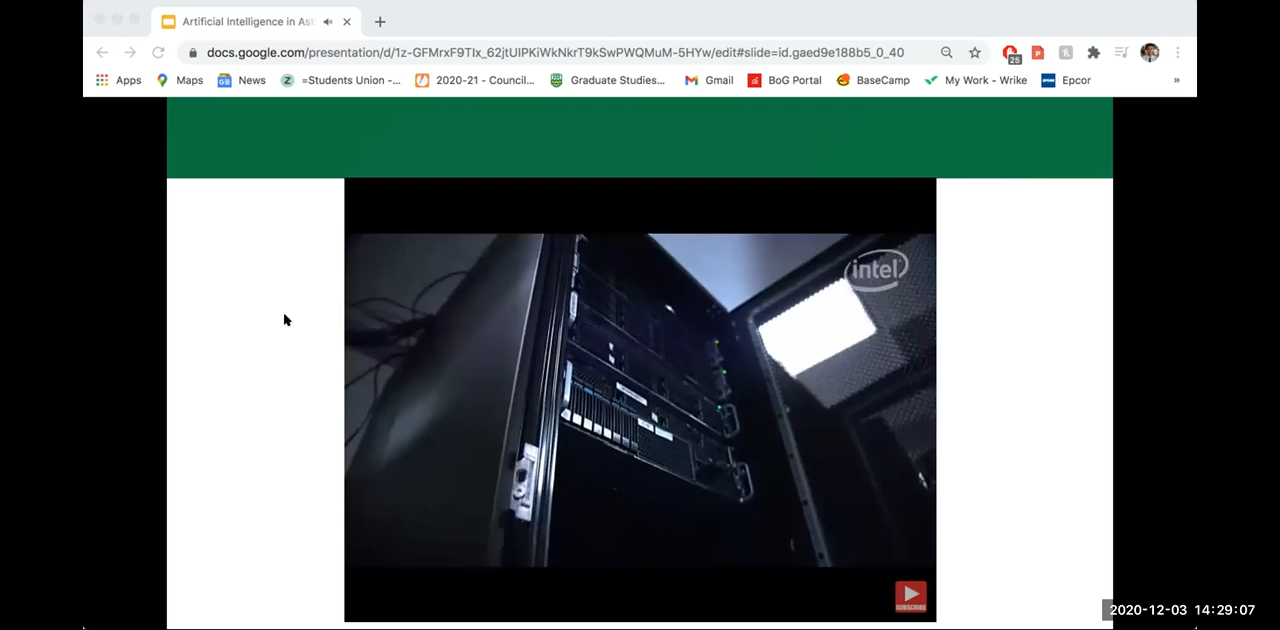 Artificial Intelligence in Ast
docs.google.com/presentation/d/1z-GFMrxF9TIx_62jtUIPKiWkNkrT9kSwPWQMuM-5HYw/edit#slide=id.gaed9e188b5_0_40
25
Apps Maps News =Students Union -... 2020-21 - Council... Graduate Studies... Gmail BoG Portal BaseCamp My Work - Wrike Epcor »
intel
SUBSCRIBE
2020-12-03 14:29:07